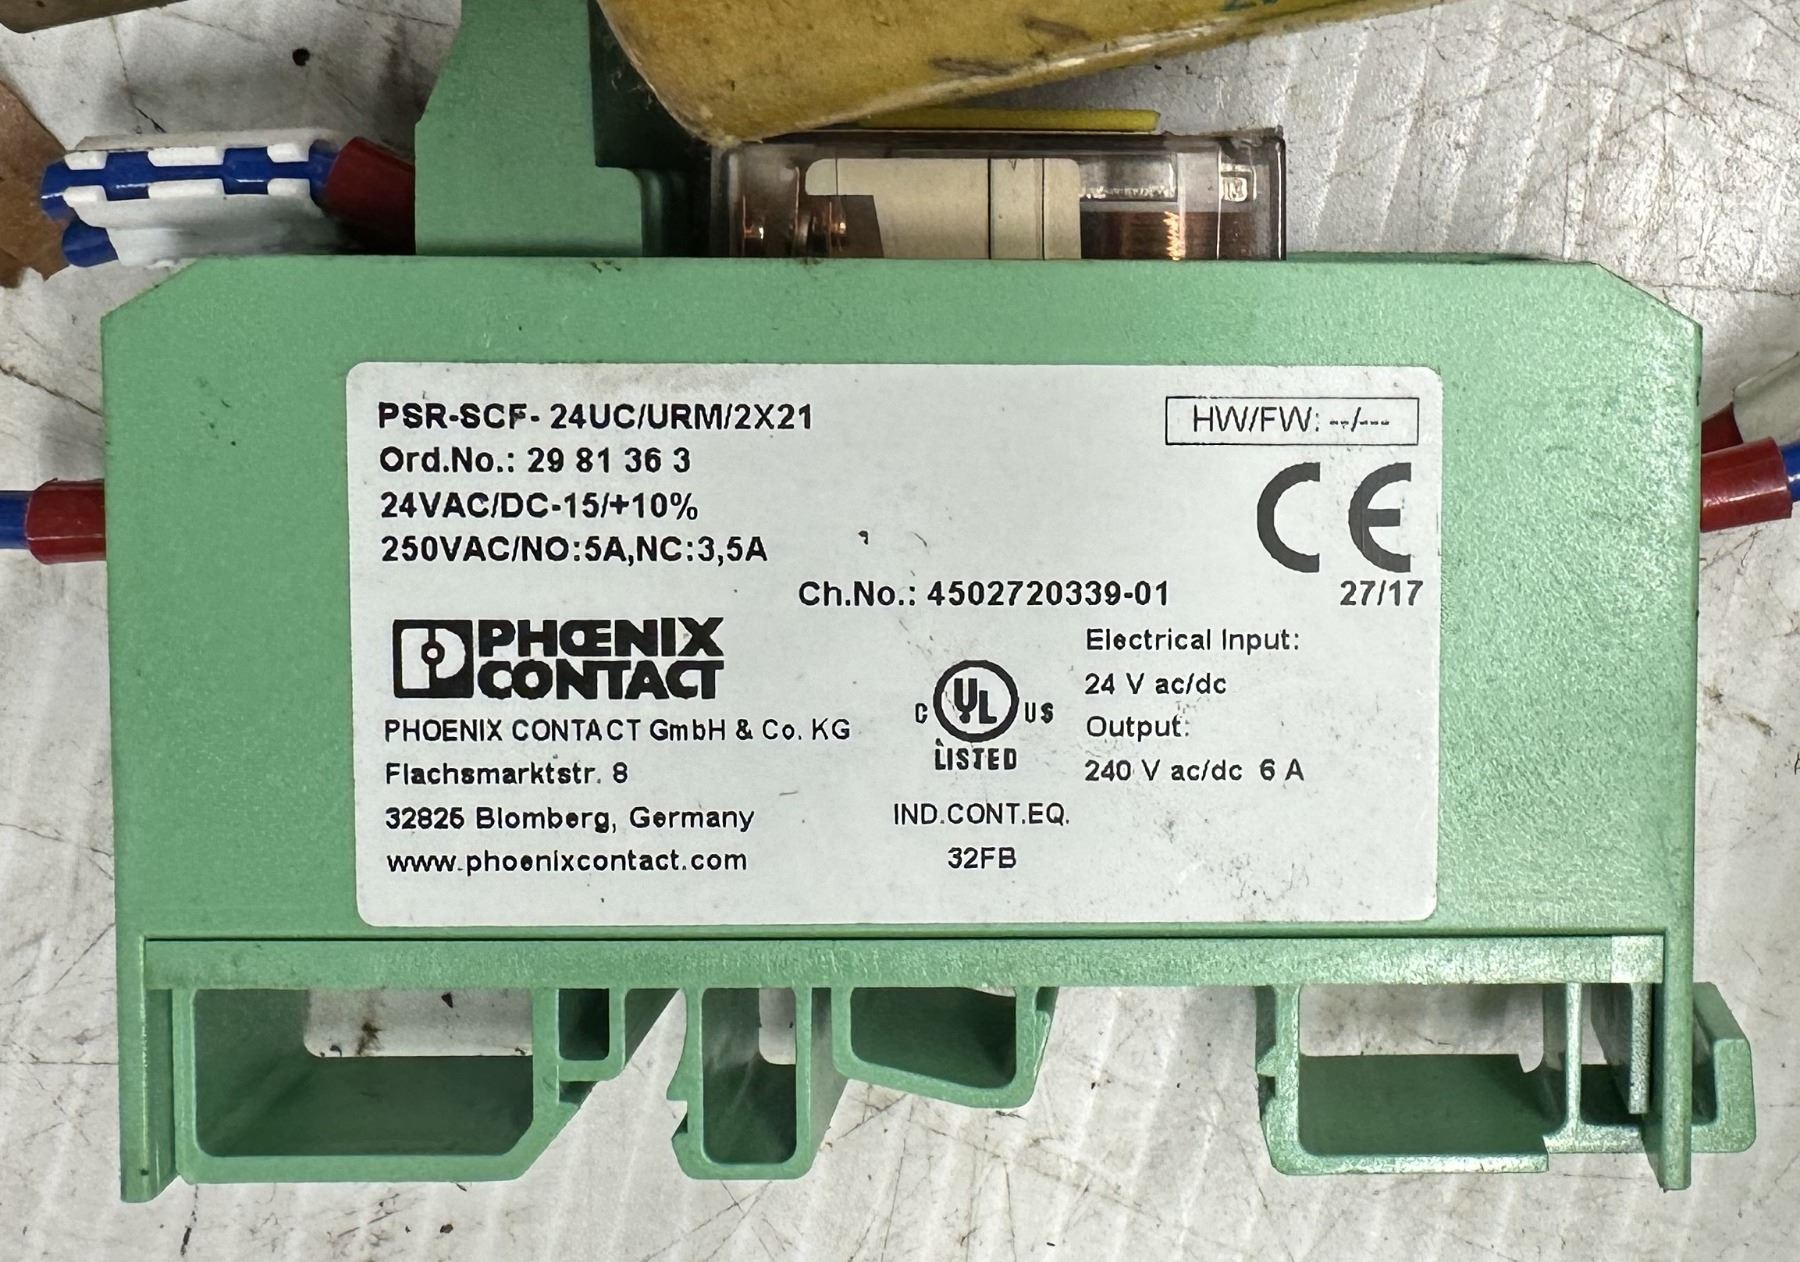 PSR-SCF- 24UC/URM/2X21
HW/FW: --/---
Ord.No.: 29 81 36 3
24VAC/DC-15/+10%
250VAC/NO:5A,NC:3,5A
CE
Ch.No.: 4502720339-01
27/17
PHŒNIX
CONTACT
PHOENIX CONTACT GmbH & Co. KG
Flachsmarktstr. 8
32825 Blomberg, Germany
www.phoenixcontact.com
C UL US
LISTED
IND.CONT.EQ.
32FB
Electrical Input:
24 V ac/dc
Output:
240 V ac/dc 6 A